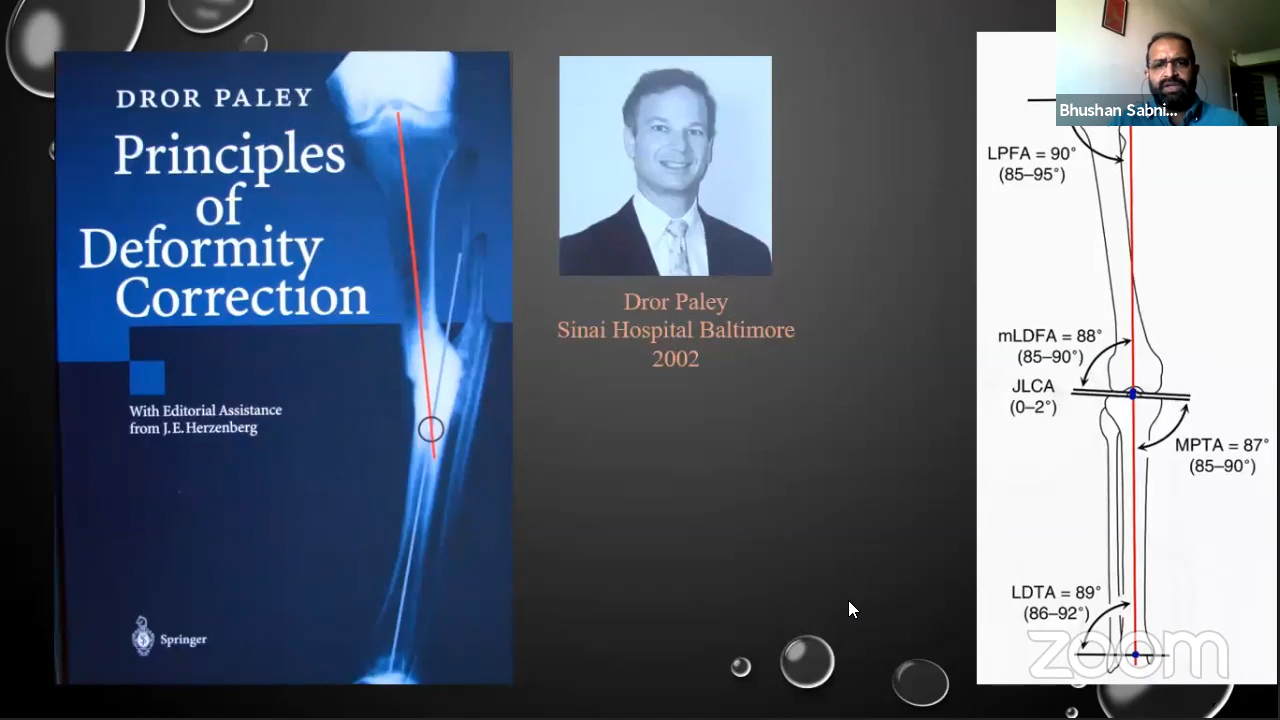 DROR PALEY
Principles
of
Deformity
Correction
With Editorial Assistance
from J. E. Herzenberg
Springer
Dror Paley
Sinai Hospital Baltimore
2002
Bhushan Sabni...
LPFA = 90°
(85–95°)
mLDFA = 88°
(85–90°)
JLCA
(0–2°)
MPTA = 87°
(85–90°)
LDTA = 89°
(86–92°)
zoom